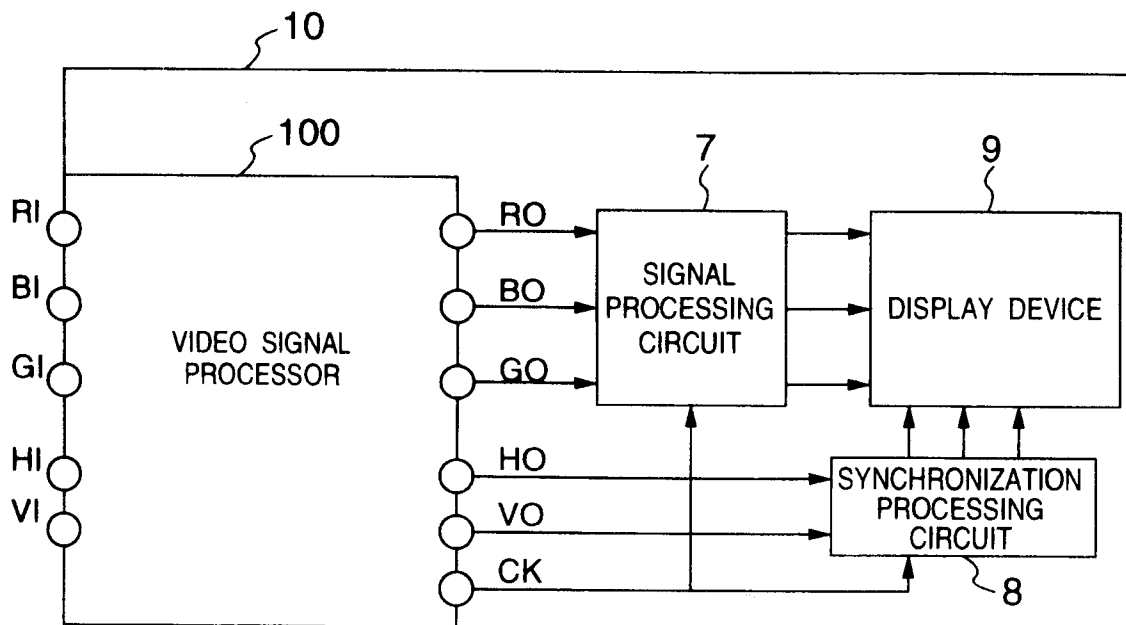 10
100
7
9
RI
BI
GI
HI
VI
VIDEO SIGNAL
PROCESSOR
RO
BO
GO
HO
VO
CK
SIGNAL
PROCESSING
CIRCUIT
DISPLAY DEVICE
SYNCHRONIZATION
PROCESSING
CIRCUIT
8